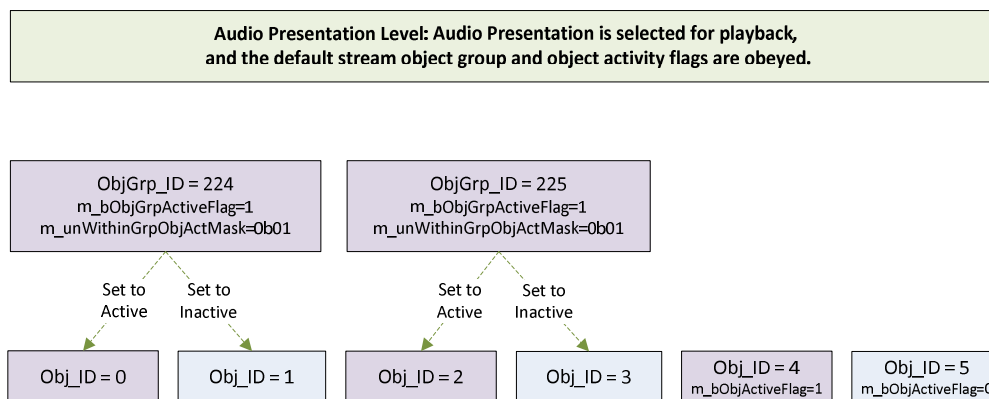 Audio Presentation Level: Audio Presentation is selected for playback,
and the default stream object group and object activity flags are obeyed.
ObjGrp_ID = 224
m_bObjGrpActiveFlag=1
m_unWithinGrpObjActMask=0b01
ObjGrp_ID = 225
m_bObjGrpActiveFlag=1
m_unWithinGrpObjActMask=0b01
Set to
Active
Set to
Inactive
Set to
Active
Set to
Inactive
Obj_ID = 0
Obj_ID = 1
Obj_ID = 2
Obj_ID = 3
Obj_ID = 4
m_bObjActiveFlag=1
Obj_ID = 5
m_bObjActiveFlag=0